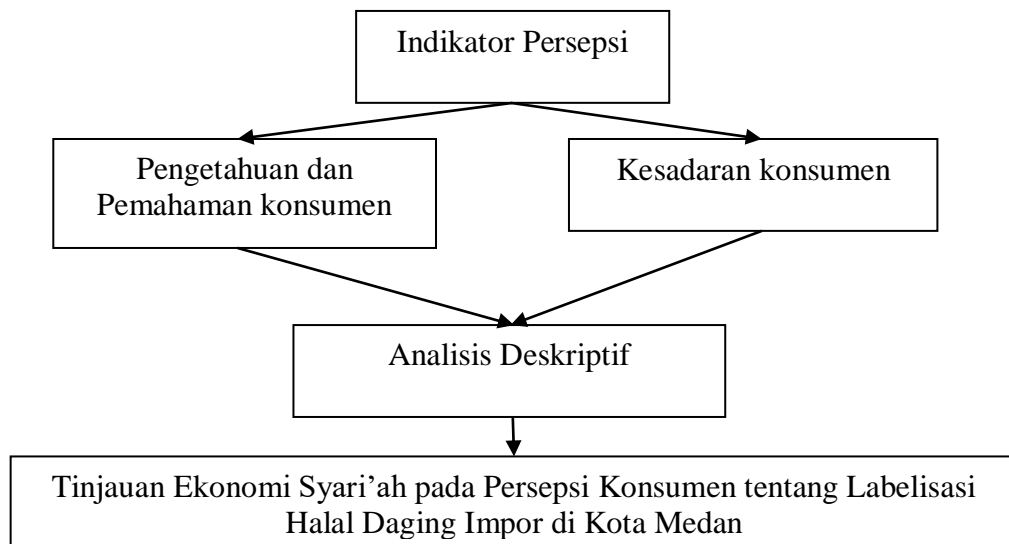 Indikator Persepsi
Pengetahuan dan
Pemahaman konsumen
Kesadaran konsumen
Analisis Deskriptif
Tinjauan Ekonomi Syari’ah pada Persepsi Konsumen tentang Labelisasi
Halal Daging Impor di Kota Medan